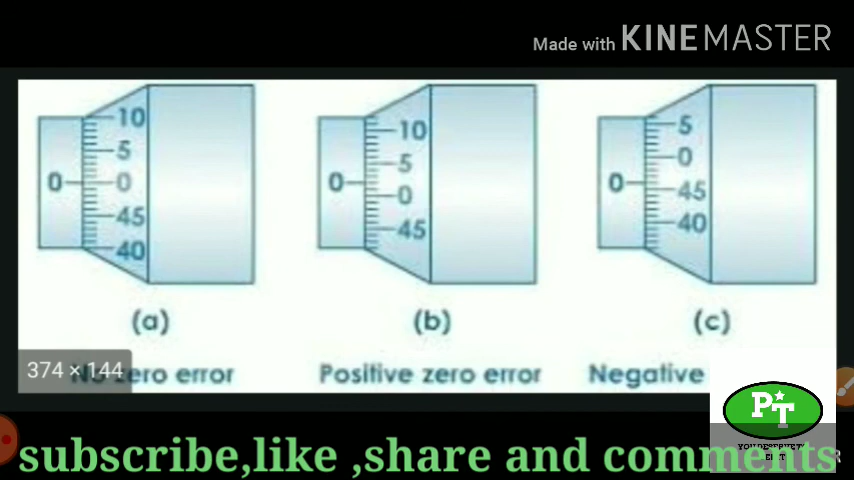 Made with KINEMASTER
10
5
0 0
45
40
(a)
10
5
0
0
45
(b)
5
0
0
45
40
(c)
374 × 144
zero error
Positive zero error
Negative
PT
subscribe,like ,share and comments